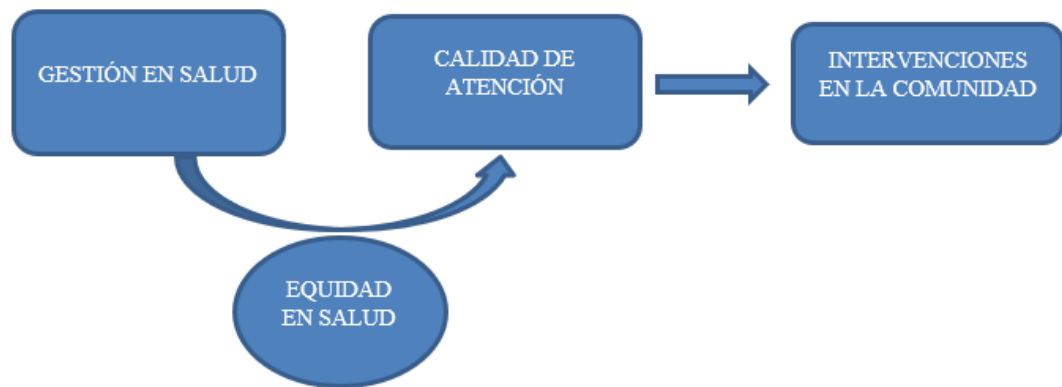 GESTIÓN EN SALUD
CALIDAD DE
ATENCIÓN
INTERVENCIONES
EN LA COMUNIDAD
EQUIDAD
EN SALUD